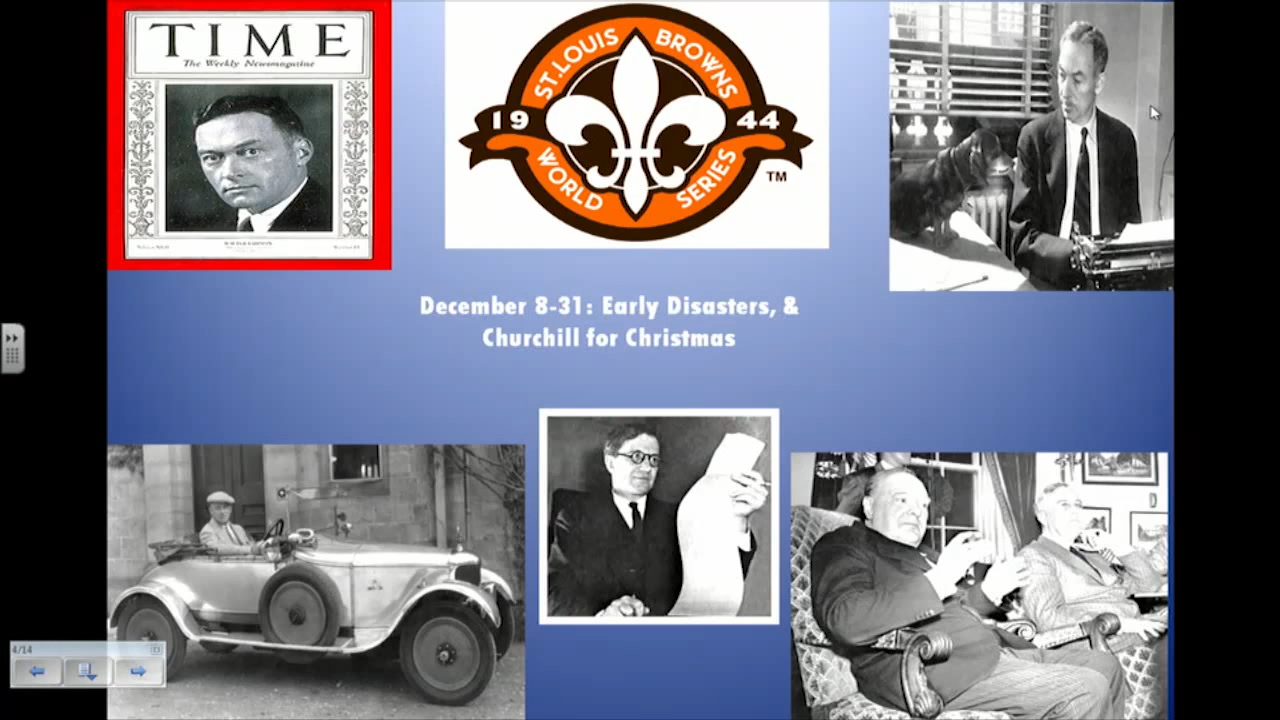 TIME
The Weekly Newsmagazine
ST. LOUIS BROWNS
19 44
WORLD SERIES
TM
December 8-31: Early Disasters, &
Churchill for Christmas
4/14